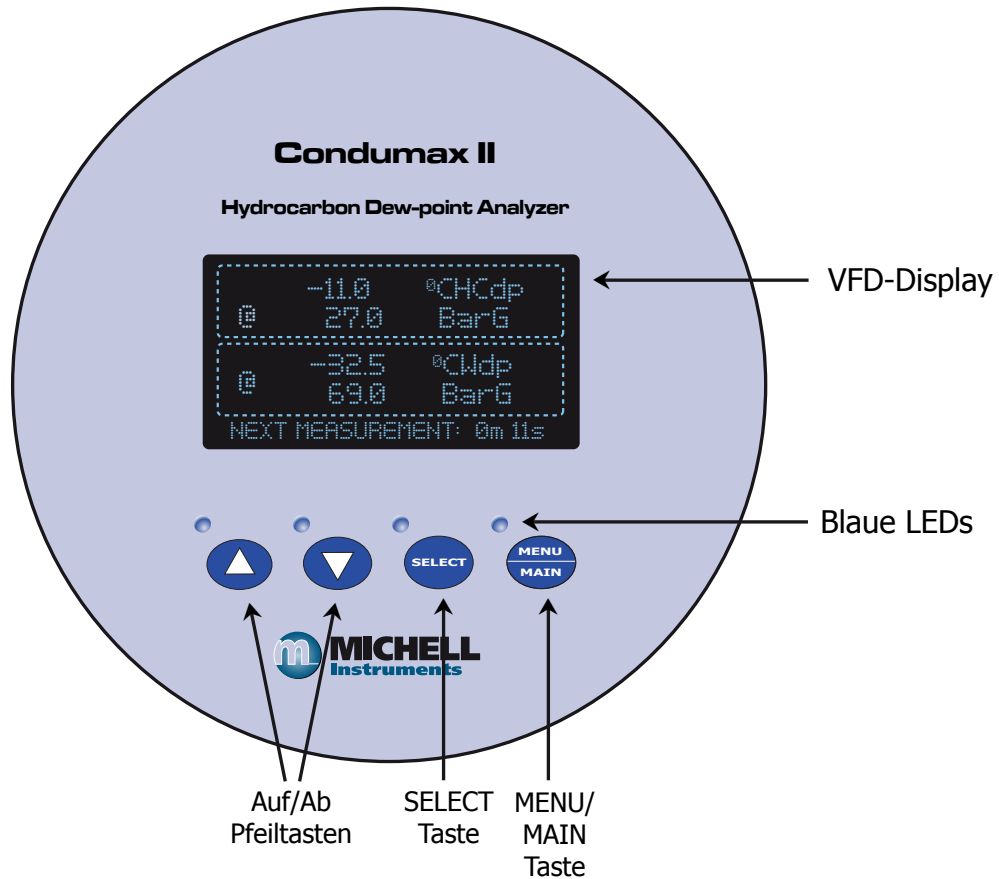 Condumax II
Hydrocarbon Dew-point Analyzer
-11.0 °CHCdp
@ 27.0 BarG
-32.5 °CWdp
@ 69.0 BarG
NEXT MEASUREMENT: 0m 11s
VFD-Display
Blaue LEDs
SELECT
MENU
MAIN
m
MICHELL
Instruments
Auf/Ab
Pfeiltasten
SELECT
Taste
MENU/
MAIN
Taste